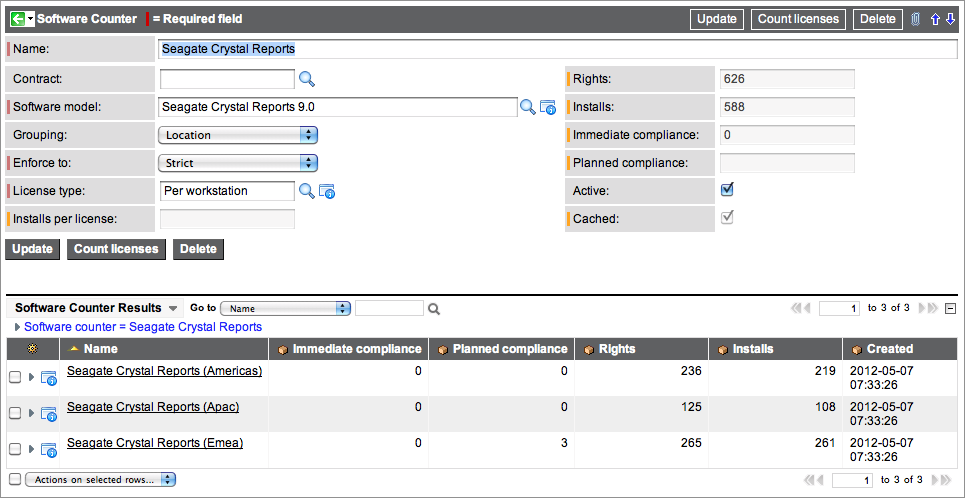 Software Counter = Required field Update Count licenses Delete
Name: Seagate Crystal Reports
Contract: Rights: 626
Software model: Seagate Crystal Reports 9.0 Installs: 588
Grouping: Location Immediate compliance: 0
Enforce to: Strict Planned compliance:
License type: Per workstation Active:
Installs per license: Cached:
Update Count licenses Delete
Software Counter Results Go to Name 1 to 3 of 3
Software counter = Seagate Crystal Reports
Name Immediate compliance Planned compliance Rights Installs Created
Seagate Crystal Reports (Americas) 0 0 236 219 2012-05-07
07:33:26
Seagate Crystal Reports (Apac) 0 0 125 108 2012-05-07
07:33:26
Seagate Crystal Reports (Emea) 0 3 265 261 2012-05-07
07:33:26
Actions on selected rows... 1 to 3 of 3